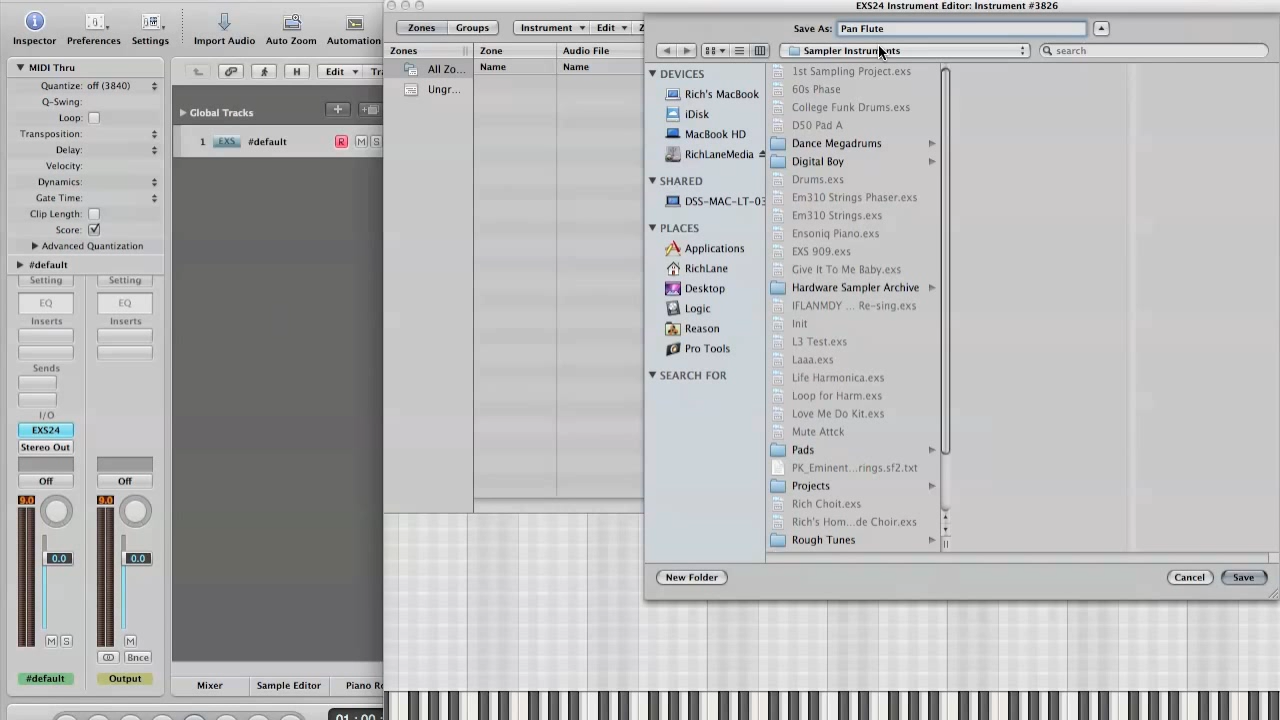 EXS24 Instrument Editor: Instrument #3826
Inspector
Preferences
Settings
Import Audio
Auto Zoom
Automation
Zones
Groups
Instrument
Edit
Z
Save As:
Pan Flute
Sampler Instruments
search
Zones
Zone
Audio File
Name
Name
All Zo...
Ungr...
MIDI Thru
Quantize: off (3840)
Q-Swing:
Loop:
Transposition:
Delay:
Velocity:
Dynamics:
Gate Time:
Clip Length:
Score:
Advanced Quantization
#default
H
Edit
Tra
Global Tracks
1
EXS
#default
R
M
S
DEVICES
Rich's MacBook
iDisk
MacBook HD
RichLaneMedia
SHARED
DSS-MAC-LT-03
PLACES
Applications
RichLane
Desktop
Logic
Reason
Pro Tools
SEARCH FOR
1st Sampling Project.exs
60s Phase
College Funk Drums.exs
D50 Pad A
Dance Megadrums
Digital Boy
Drums.exs
Em310 Strings Phaser.exs
Em310 Strings.exs
Ensoniq Piano.exs
EXS 909.exs
Give It To Me Baby.exs
Hardware Sampler Archive
IFLANMDY ... Re-sing.exs
Init
L3 Test.exs
Laaa.exs
Life Harmonica.exs
Loop for Harm.exs
Love Me Do Kit.exs
Mute Attck
Pads
PK_Eminent...rings.sf2.txt
Projects
Rich Choit.exs
Rich's Hom...de Choir.exs
Rough Tunes
New Folder
Cancel
Save
Setting
Setting
EQ
EQ
Inserts
Inserts
Sends
I/O
EXS24
Stereo Out
Off
Off
9.0
9.0
0.0
0.0
M
S
M
Bnce
#default
Output
Mixer
Sample Editor
Piano Ro